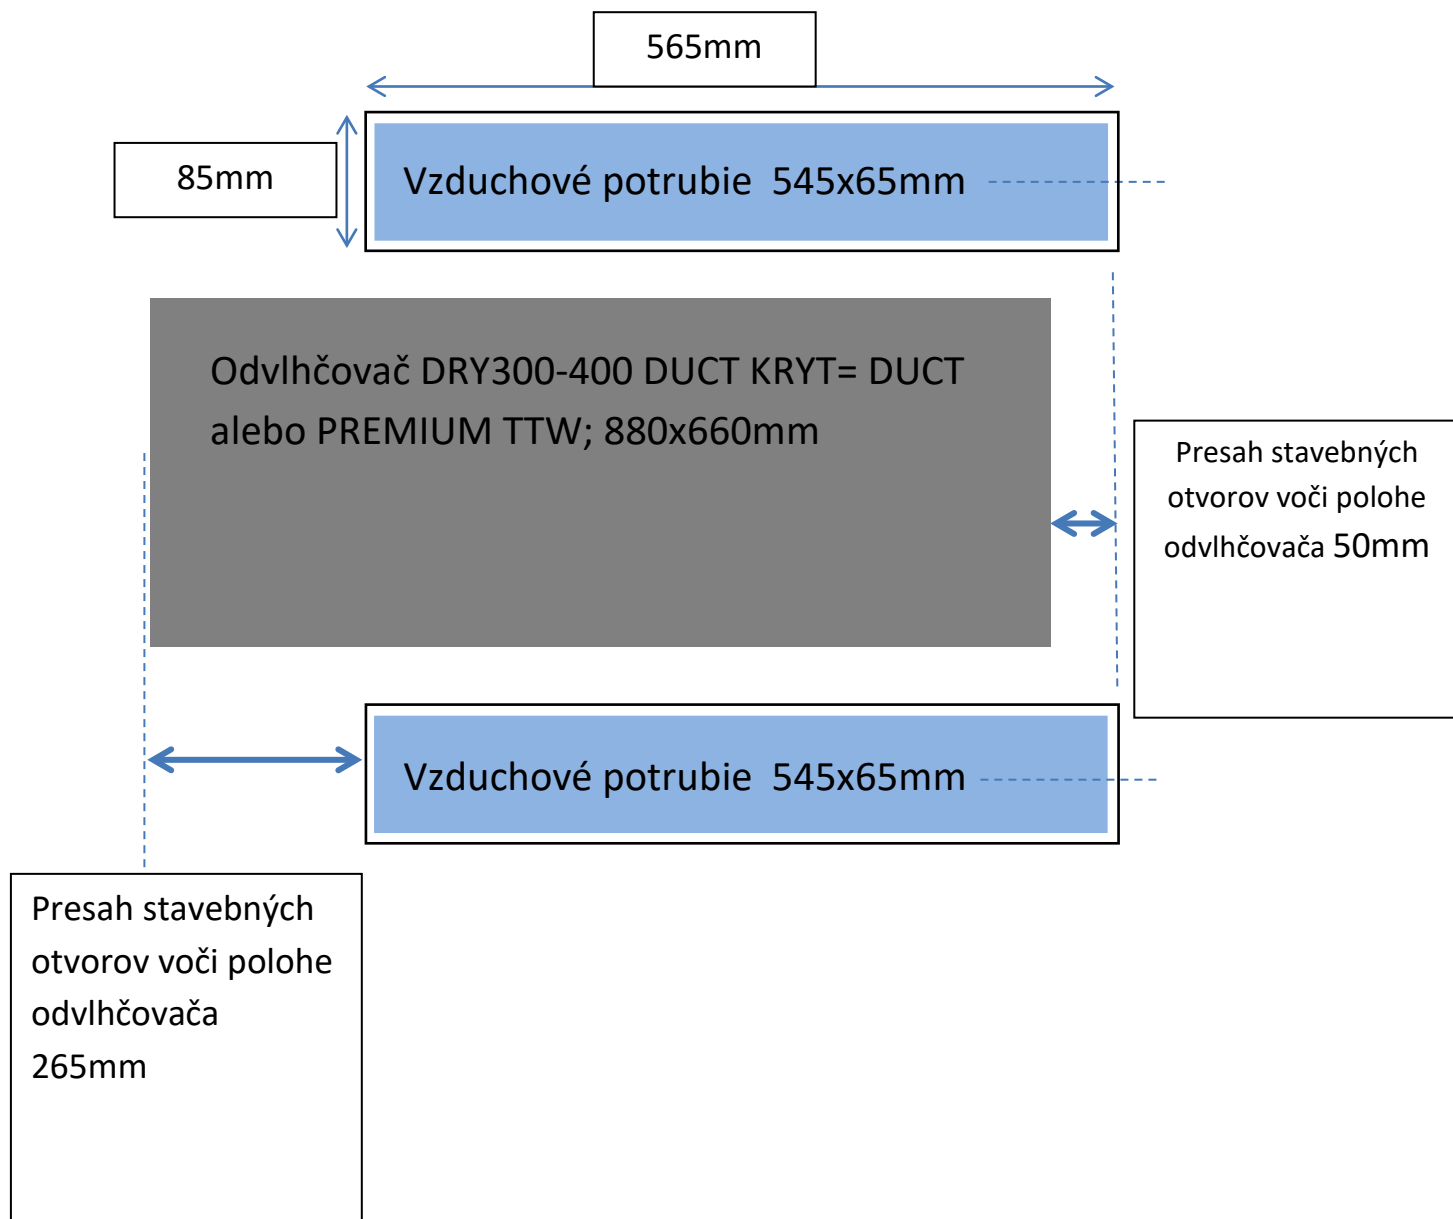 565mm
85mm
Vzduchové potrubie  545x65mm
Odvlhčovač DRY300-400 DUCT KRYT= DUCT
alebo PREMIUM TTW; 880x660mm
Presah stavebných
otvorov voči polohe
odvlhčovača 50mm
Vzduchové potrubie  545x65mm
Presah stavebných
otvorov voči polohe
odvlhčovača
265mm